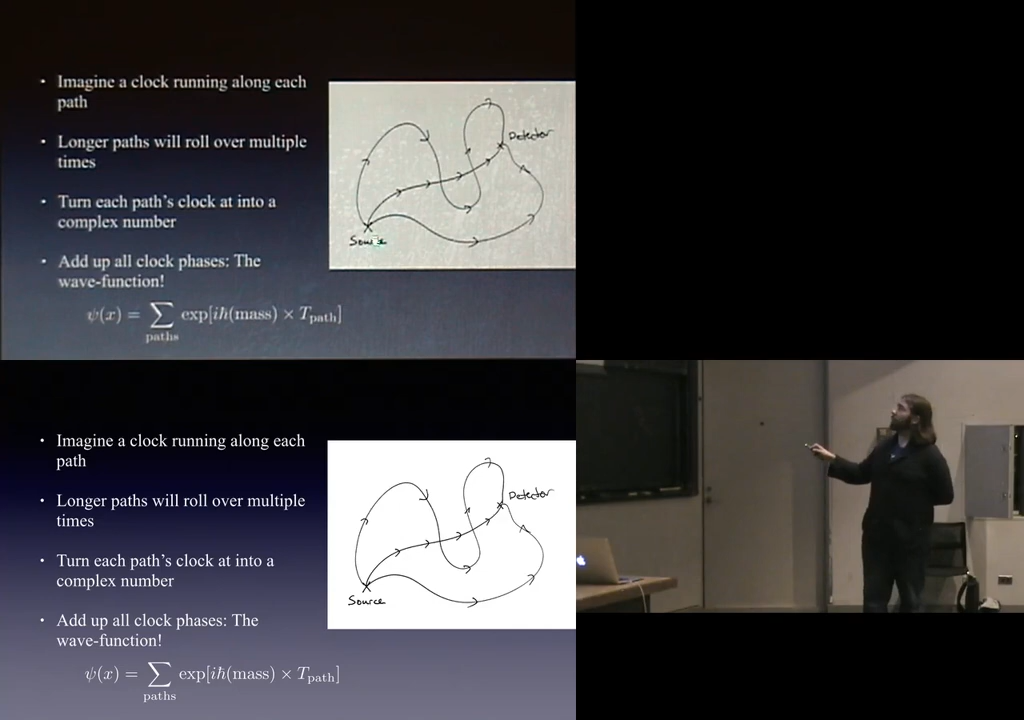 • Imagine a clock running along each
path
• Longer paths will roll over multiple
times
• Turn each path's clock at into a
complex number
• Add up all clock phases: The
wave-function!
ψ(x) = ∑ exp[iℏ(mass) × T_path]
paths
Detector
Source
• Imagine a clock running along each
path
• Longer paths will roll over multiple
times
• Turn each path's clock at into a
complex number
• Add up all clock phases: The
wave-function!
ψ(x) = ∑ exp[iℏ(mass) × T_path]
paths
Detector
Source